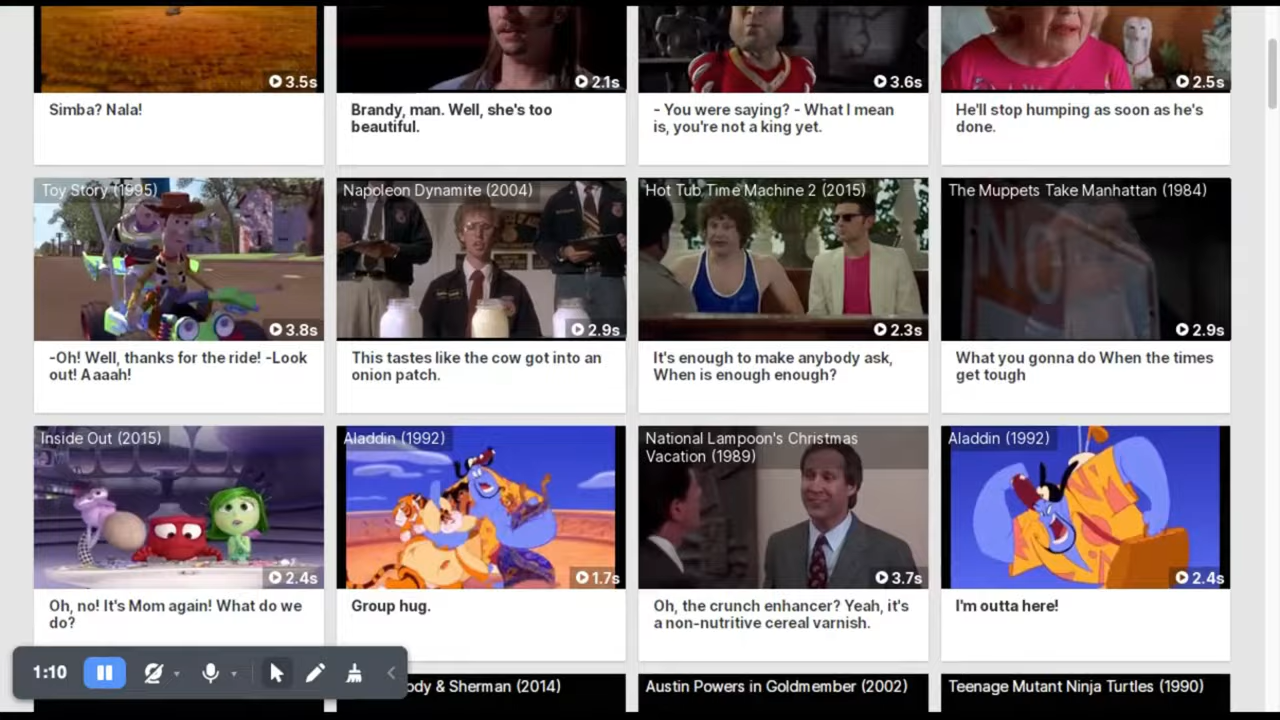 3.5s
2.1s
3.6s
2.5s
Simba? Nala!
Brandy, man. Well, she's too
beautiful.
- You were saying? - What I mean
is, you're not a king yet.
He'll stop humping as soon as he's
done.
Toy Story (1995)
Napoleon Dynamite (2004)
Hot Tub Time Machine 2 (2015)
The Muppets Take Manhattan (1984)
NO
3.8s
2.9s
2.3s
2.9s
-Oh! Well, thanks for the ride! -Look
out! Aaaah!
This tastes like the cow got into an
onion patch.
It's enough to make anybody ask,
When is enough enough?
What you gonna do When the times
get tough
Inside Out (2015)
Aladdin (1992)
National Lampoon's Christmas
Vacation (1989)
Aladdin (1992)
2.4s
1.7s
3.7s
2.4s
Oh, no! It's Mom again! What do we
do?
Group hug.
Oh, the crunch enhancer? Yeah, it's
a non-nutritive cereal varnish.
I'm outta here!
1:10
ody & Sherman (2014)
Austin Powers in Goldmember (2002)
Teenage Mutant Ninja Turtles (1990)